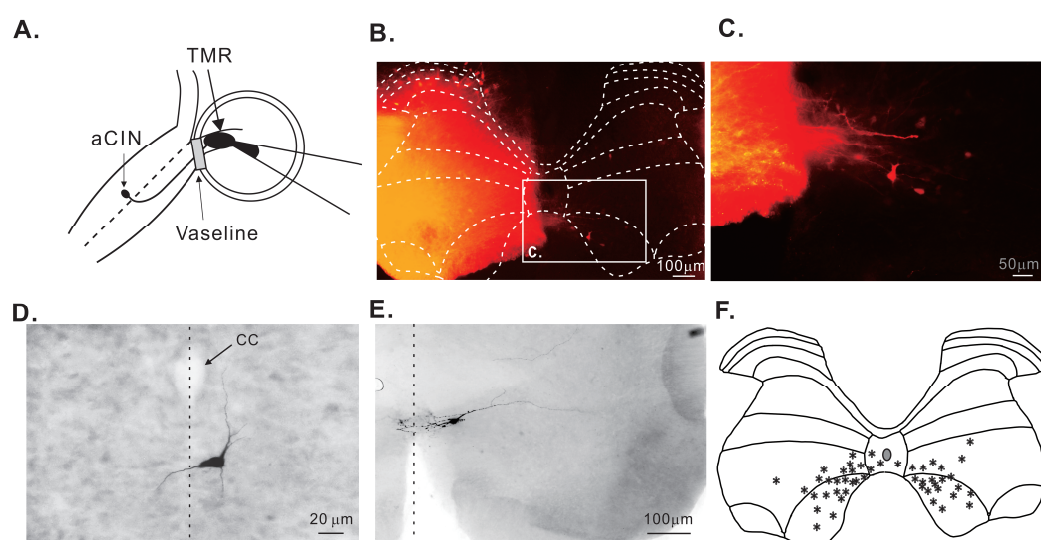 A.
TMR
aCIN
Vaseline
B.
C.
γ
100μm
C.
50μm
D.
CC
20 μm
E.
100μm
F.